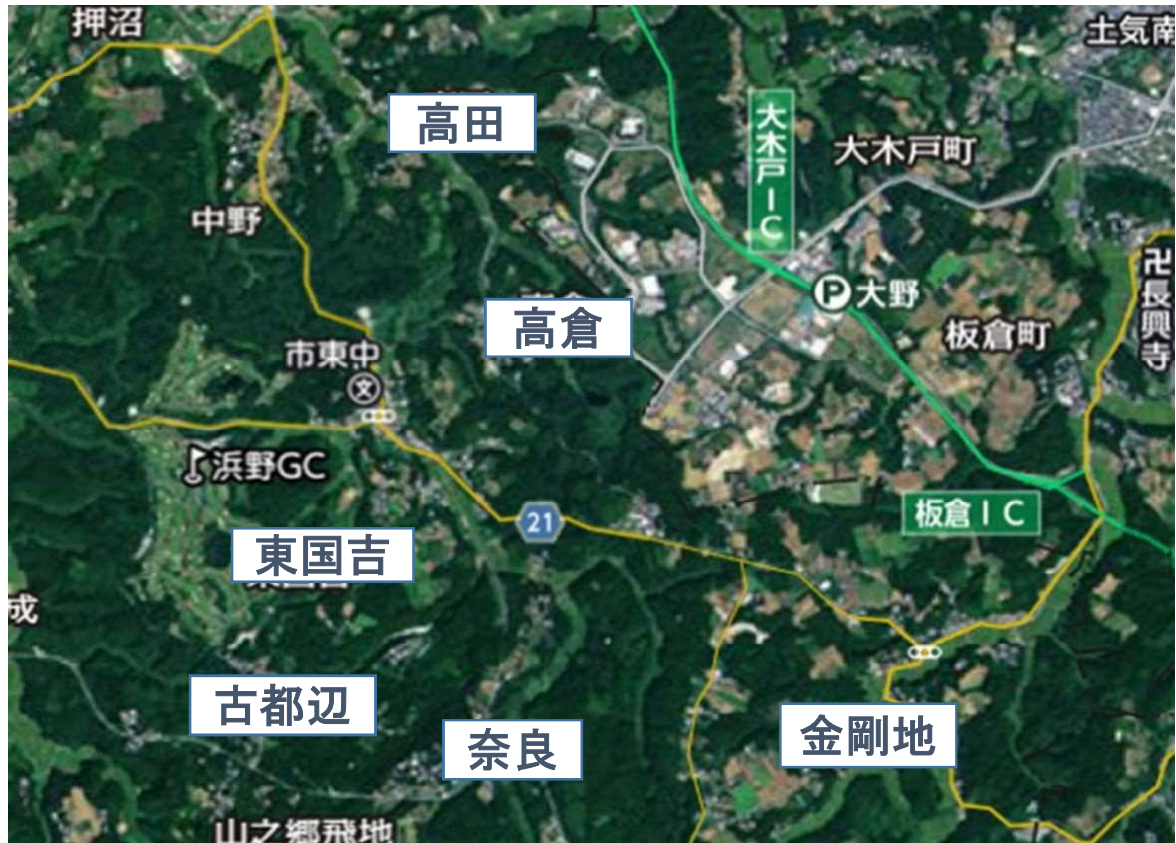 押沼
土気南
高田
大木戸IC
大木戸町
中野
卍長興寺
P大野
高倉
板倉町
市東中
文
浜野GC
板倉IC
21
東国吉
成
古都辺
金剛地
奈良
山之郷飛地